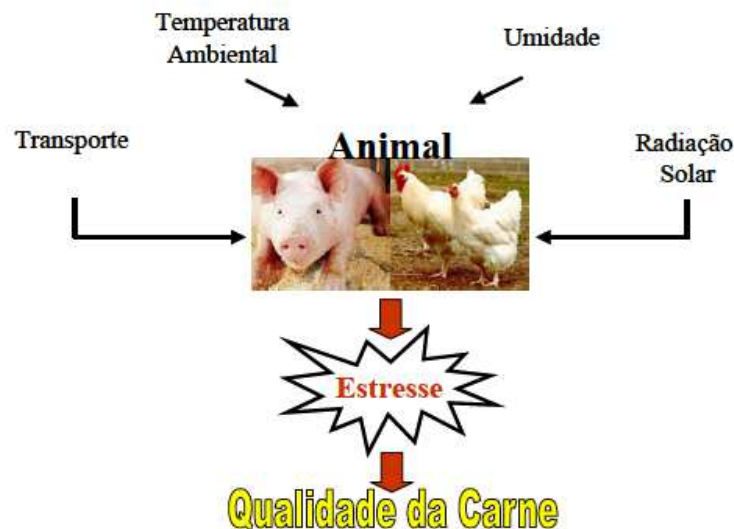 Temperatura
Ambiental
Umidade
Transporte
Animal
Radiação
Solar
Estresse
Qualidade da Carne